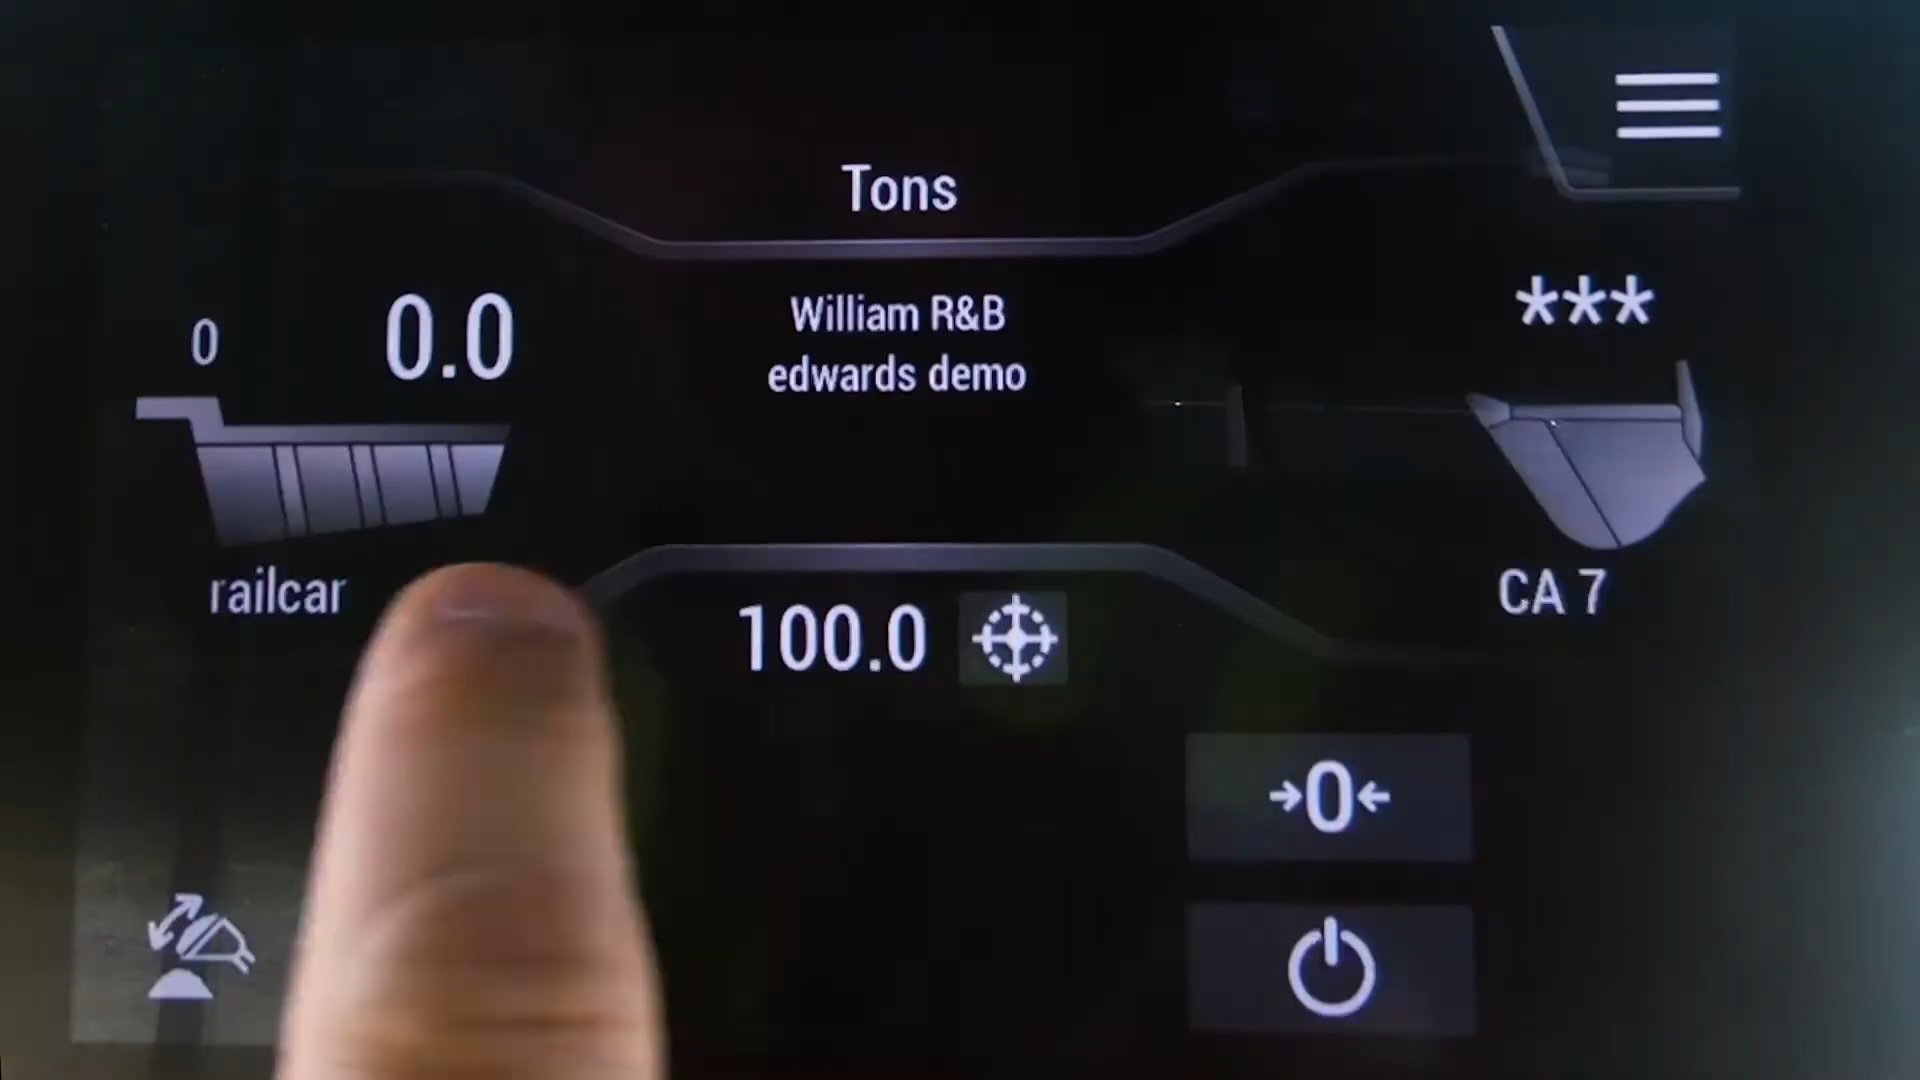 Tons
0
0.0
William R&B
edwards demo
***
railcar
CA 7
100.0
→0←